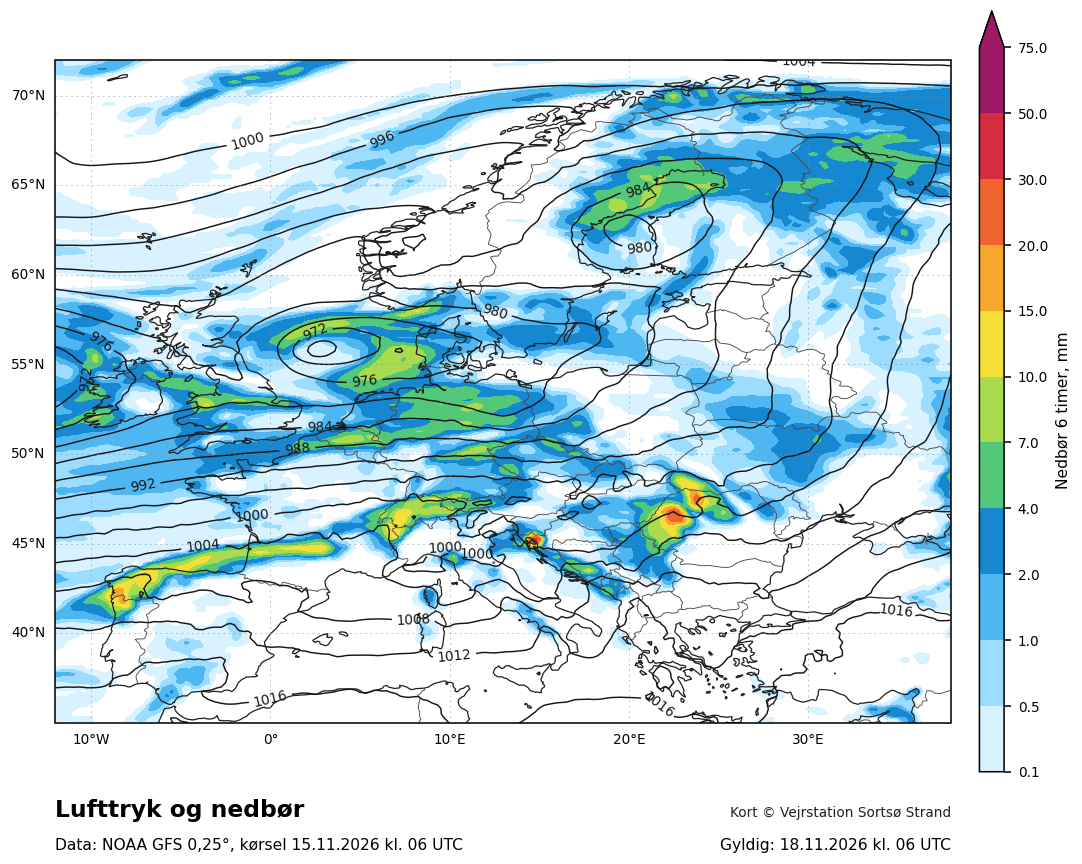 75.0
50.0
30.0
20.0
15.0
10.0
7.0
4.0
2.0
1.0
0.5
0.1
Nedbør 6 timer, mm
70°N
65°N
60°N
55°N
50°N
45°N
40°N
10°W
0°
10°E
20°E
30°E
1004
1000
996
984
980
980
972
976
976
972
984
988
992
1000
1004
1000
1000
1008
1012
1016
1016
1016
Lufttryk og nedbør
Kort © Vejrstation Sortsø Strand
Data: NOAA GFS 0,25°, kørsel 15.11.2026 kl. 06 UTC
Gyldig: 18.11.2026 kl. 06 UTC